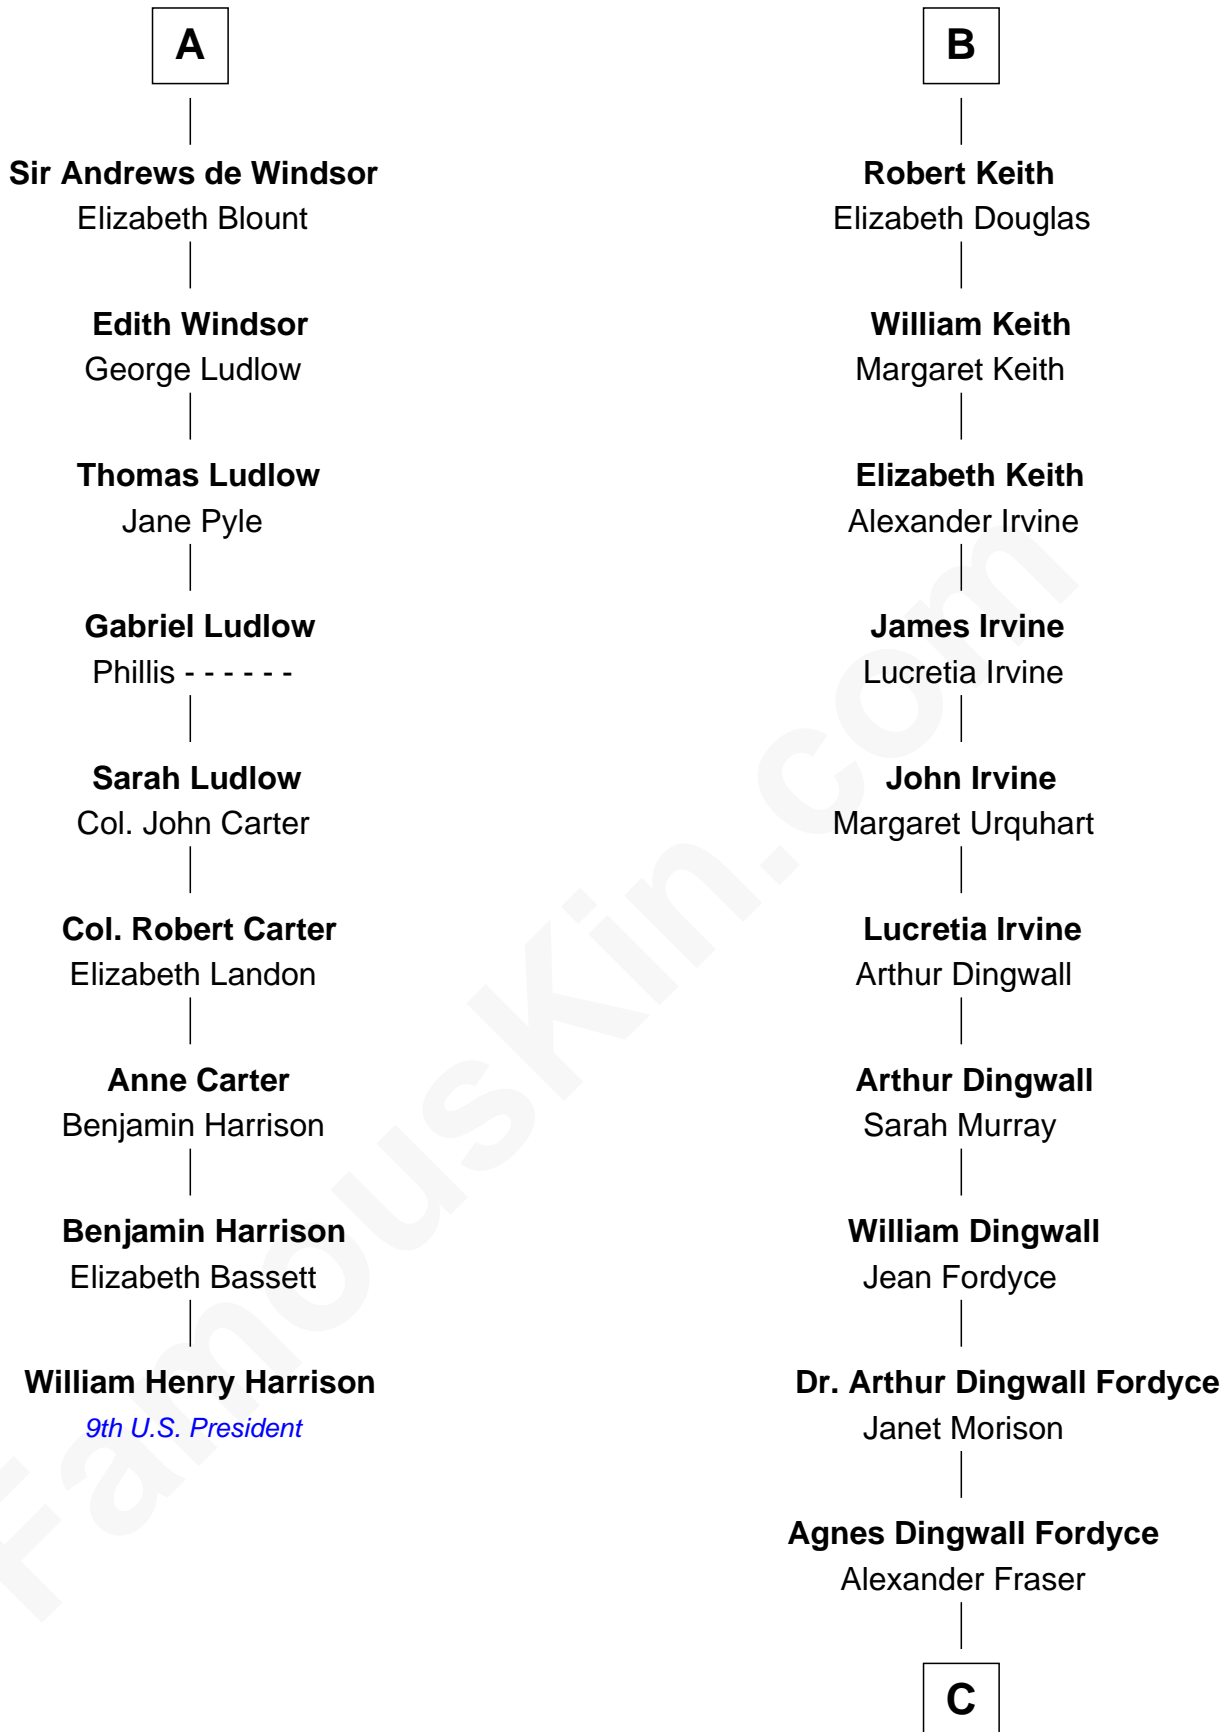 A
Sir Andrews de Windsor
Elizabeth Blount
Edith Windsor
George Ludlow
Thomas Ludlow
Jane Pyle
Gabriel Ludlow
Phillis - - - - - -
Sarah Ludlow
Col. John Carter
Col. Robert Carter
Elizabeth Landon
Anne Carter
Benjamin Harrison
Benjamin Harrison
Elizabeth Bassett
William Henry Harrison
9th U.S. President
B
Robert Keith
Elizabeth Douglas
William Keith
Margaret Keith
Elizabeth Keith
Alexander Irvine
James Irvine
Lucretia Irvine
John Irvine
Margaret Urquhart
Lucretia Irvine
Arthur Dingwall
Arthur Dingwall
Sarah Murray
William Dingwall
Jean Fordyce
Dr. Arthur Dingwall Fordyce
Janet Morison
Agnes Dingwall Fordyce
Alexander Fraser
C
FamousKin.com